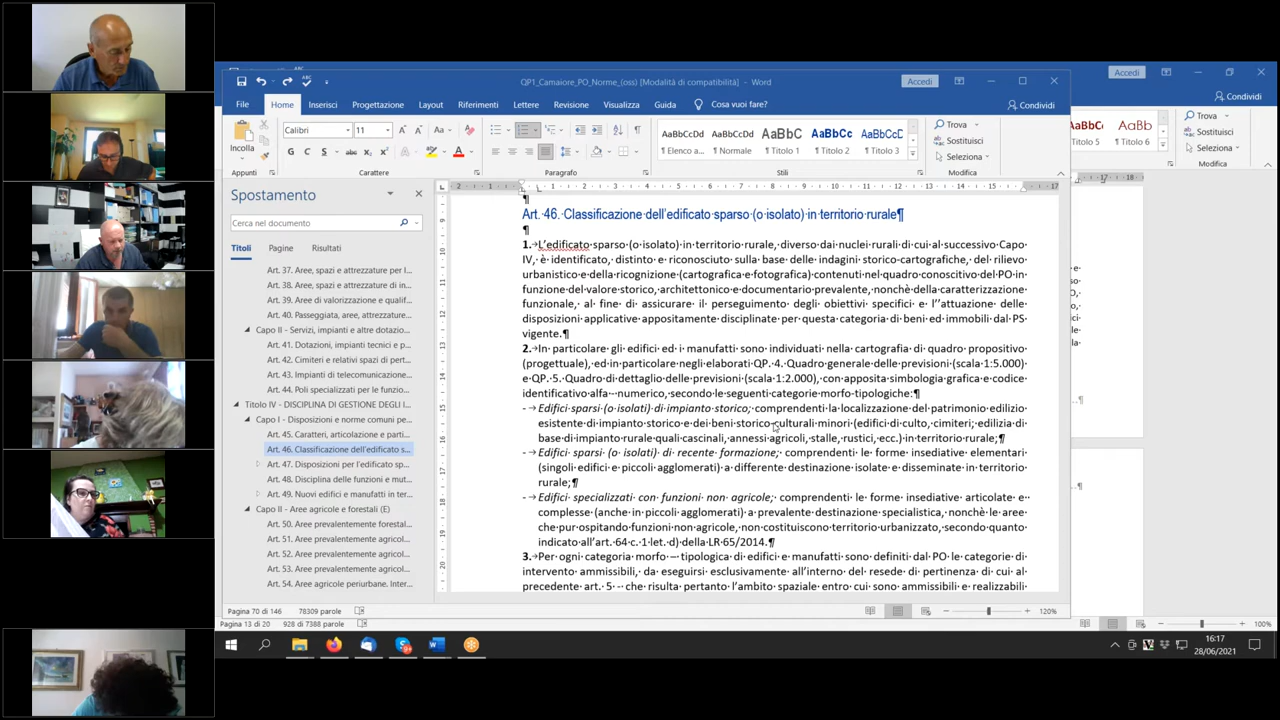 Accedi
QP1_Camaiore_PO_Norme_(oss) [Modalità di compatibilità] - Word
Accedi
File Home Inserisci Progettazione Layout Riferimenti Lettere Revisione Visualizza Guida Cosa vuoi fare? Condividi
Condividi
Incolla
Calibri 11
AaBbCcDd AaBbCcDd AaBbC AaBbCc AaBbCcC
¶ Elenco a... ¶ Normale ¶ Titolo 1 ¶ Titolo 2 ¶ Titolo 3
Trova
Sostituisci
Seleziona
AaBb
Titolo 5 Titolo 6
Trova
Sostituisci
Seleziona
Modifica
Appunti Carattere Paragrafo Stili Modifica
Spostamento
Cerca nel documento
Titoli Pagine Risultati
Art. 37. Aree, spazi e attrezzature per l...
Art. 38. Aree, spazi e attrezzature di in...
Art. 39. Aree di valorizzazione e qualif...
Art. 40. Passeggiata, aree, attrezzature...
Capo II - Servizi, impianti e altre dotazio...
Art. 41. Dotazioni, impianti tecnici e p...
Art. 42. Cimiteri e relativi spazi di pert...
Art. 43. Impianti di telecomunicazione...
Art. 44. Poli specializzati per le funzio...
Titolo IV - DISCIPLINA DI GESTIONE DEGLI I...
Capo I - Disposizioni e norme comuni pe...
Art. 45. Caratteri, articolazione e parti...
Art. 46. Classificazione dell'edificato s...
Art. 47. Disposizioni per l'edificato sp...
Art. 48. Disciplina delle funzioni e mut...
Art. 49. Nuovi edifici e manufatti in ter...
Capo II - Aree agricole e forestali (E)
Art. 50. Aree prevalentemente forestal...
Art. 51. Aree prevalentemente agricol...
Art. 52. Aree prevalentemente agricol...
Art. 53. Aree prevalentemente agricol...
Art. 54. Aree agricole periurbane. Inter...
Art. 46. Classificazione dell'edificato sparso (o isolato) in territorio rurale¶
¶
1. L'edificato sparso (o isolato) in territorio rurale, diverso dai nuclei rurali di cui al successivo Capo
IV, è identificato, distinto e riconosciuto sulla base delle indagini storico-cartografiche, del rilievo
urbanistico e della ricognizione (cartografica e fotografica) contenuti nel quadro conoscitivo del PO in
funzione del valore storico, architettonico e documentario prevalente, nonchè della caratterizzazione
funzionale, al fine di assicurare il perseguimento degli obiettivi specifici e l''attuazione delle
disposizioni applicative appositamente disciplinate per questa categoria di beni ed immobili dal PS
vigente.¶
2. In particolare gli edifici ed i manufatti sono individuati nella cartografia di quadro propositivo
(progettuale), ed in particolare negli elaborati QP. 4. Quadro generale delle previsioni (scala 1:5.000)
e QP. 5. Quadro di dettaglio delle previsioni (scala 1:2.000), con apposita simbologia grafica e codice
identificativo alfa-- numerico, secondo le seguenti categorie morfo-tipologiche:¶
- Edifici sparsi (o isolati) di impianto storico; comprendenti la localizzazione del patrimonio edilizio
esistente di impianto storico e dei beni storico-culturali minori (edifici di culto, cimiteri; edilizia di
base di impianto rurale quali cascinali, annessi agricoli, stalle, rustici, ecc.) in territorio rurale;¶
- Edifici sparsi (o isolati) di recente formazione; comprendenti le forme insediative elementari
(singoli edifici e piccoli agglomerati) a differente destinazione isolate e disseminate in territorio
rurale;¶
- Edifici specializzati con funzioni non agricole; comprendenti le forme insediative articolate e
complesse (anche in piccoli agglomerati) a prevalente destinazione specialistica, nonchè le aree
che pur ospitando funzioni non agricole, non costituiscono territorio urbanizzato, secondo quanto
indicato all'art. 64 c. 1 let. d) della LR 65/2014.¶
3. Per ogni categoria morfo – tipologica di edifici e manufatti sono definiti dal PO le categorie di
intervento ammissibili, da eseguirsi esclusivamente all'interno del resede di pertinenza di cui al
precedente art. 5 - che risulta pertanto l'ambito spaziale entro cui sono ammissibili e realizzabili
Pagina 70 di 146 78309 parole 120%
Pagina 13 di 20 928 di 7388 parole 100%
16:17
28/06/2021